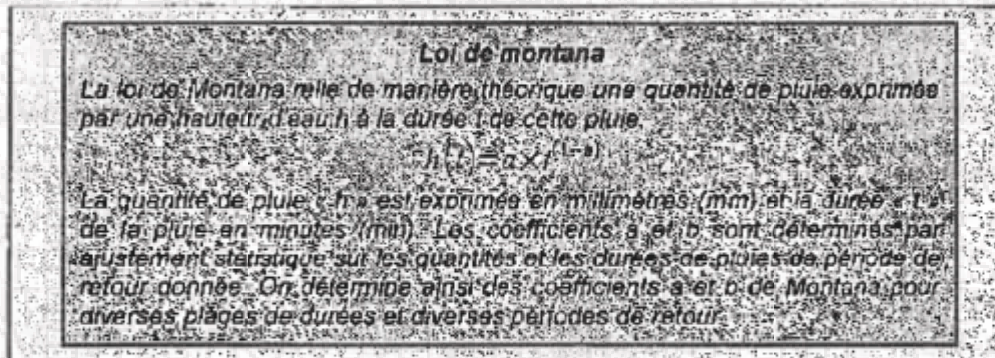 Loi de montana
La loi de Montana relie de manière théorique une quantité de pluie exprimée
par une hauteur d'eau h à la durée t de cette pluie.
h(t)=a×t^(1-b)
La quantité de pluie « h » est exprimée en millimètres (mm) et la durée « t »
de la pluie en minutes (min). Les coefficients a et b sont déterminés par
ajustement statistique sur les quantités et les durées de pluies de période de
retour donnée. On détermine ainsi des coefficients a et b de Montana pour
diverses plages de durées et diverses périodes de retour.